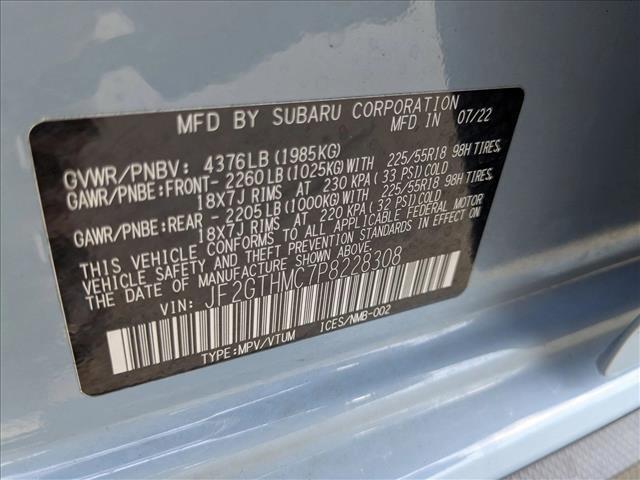 MFD BY SUBARU CORPORATION
MFD IN 07/22
GVWR/PNBV: 4376LB(1985KG)
GAWR/PNBE:FRONT- 2260LB(1025KG)WITH 225/55R18 98H TIRES,
18X7J RIMS AT 230 KPA( 33 PSI)COLD
GAWR/PNBE:REAR - 2205LB(1000KG)WITH 225/55R18 98H TIRES,
18X7J RIMS AT 220 KPA( 32 PSI)COLD
THIS VEHICLE CONFORMS TO ALL APPLICABLE FEDERAL MOTOR
VEHICLE SAFETY AND THEFT PREVENTION STANDARDS IN EFFECT ON
THE DATE OF MANUFACTURE SHOWN ABOVE.
VIN: JF2GTHMC7P8228308
TYPE:MPV/VTUM ICES/NMB-002